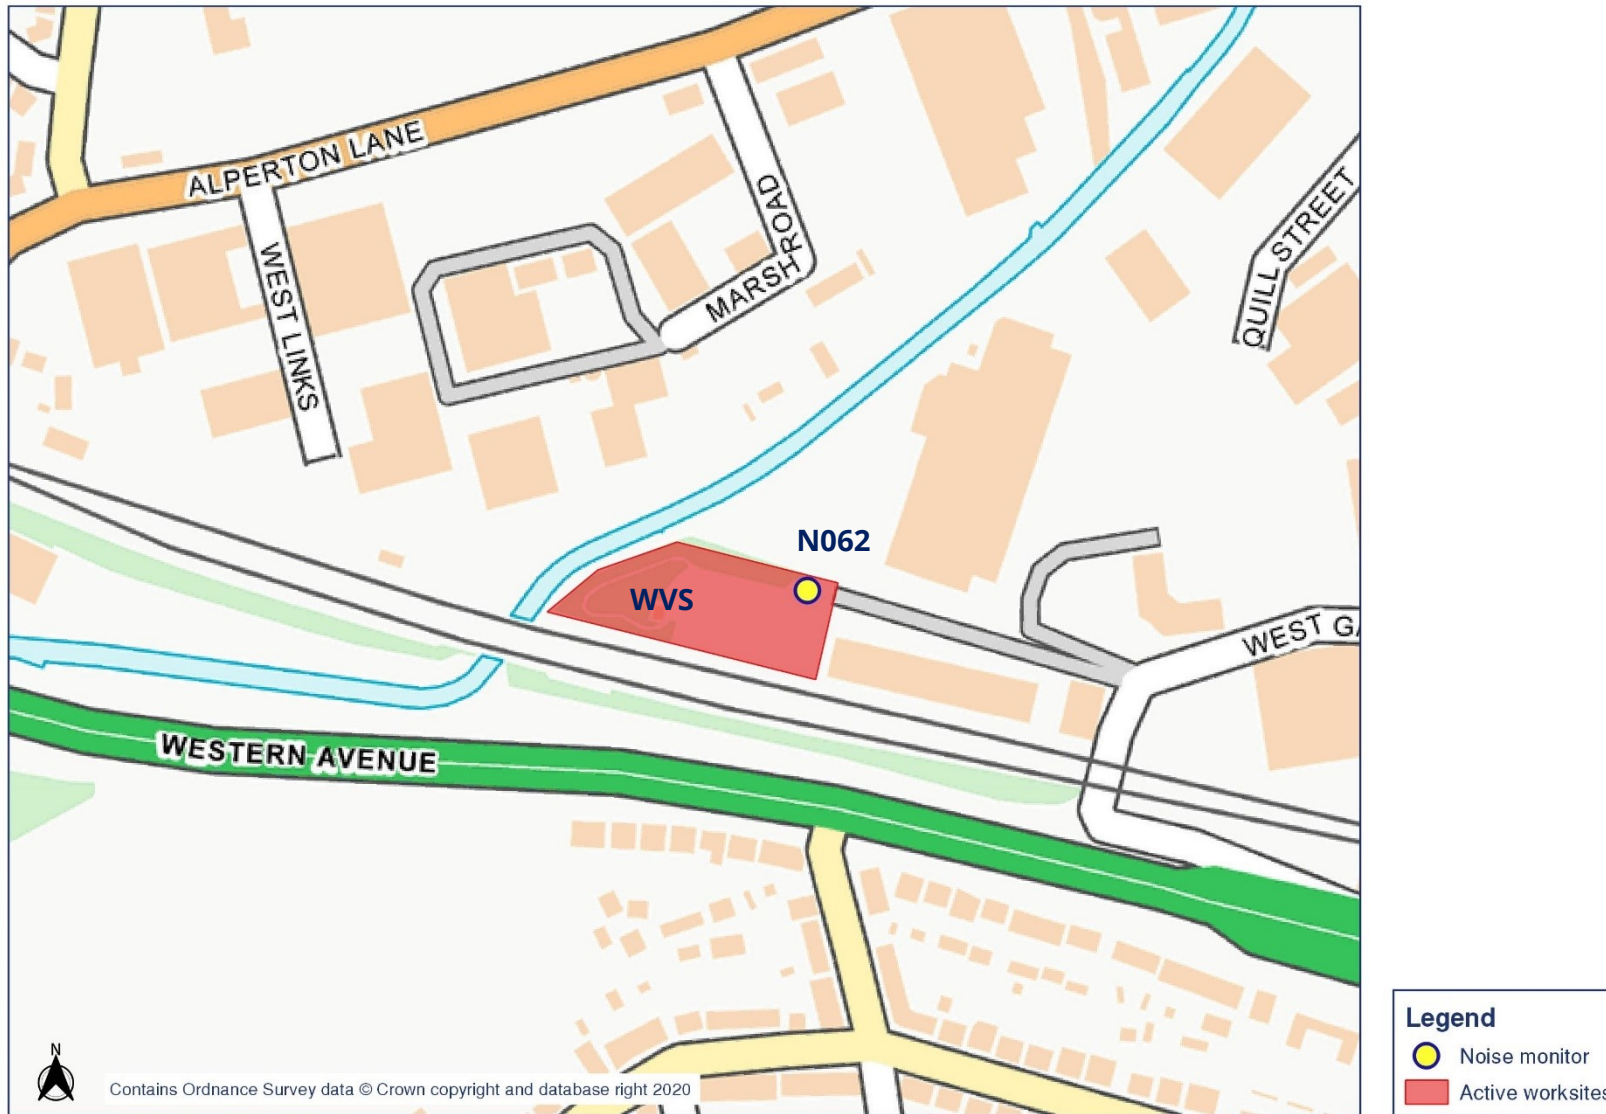 ALPERTON LANE
WEST LINKS
MARSH ROAD
QUILL STREET
N062
WVS
WEST GA
WESTERN AVENUE
N
Contains Ordnance Survey data © Crown copyright and database right 2020
Legend
Noise monitor
Active worksites